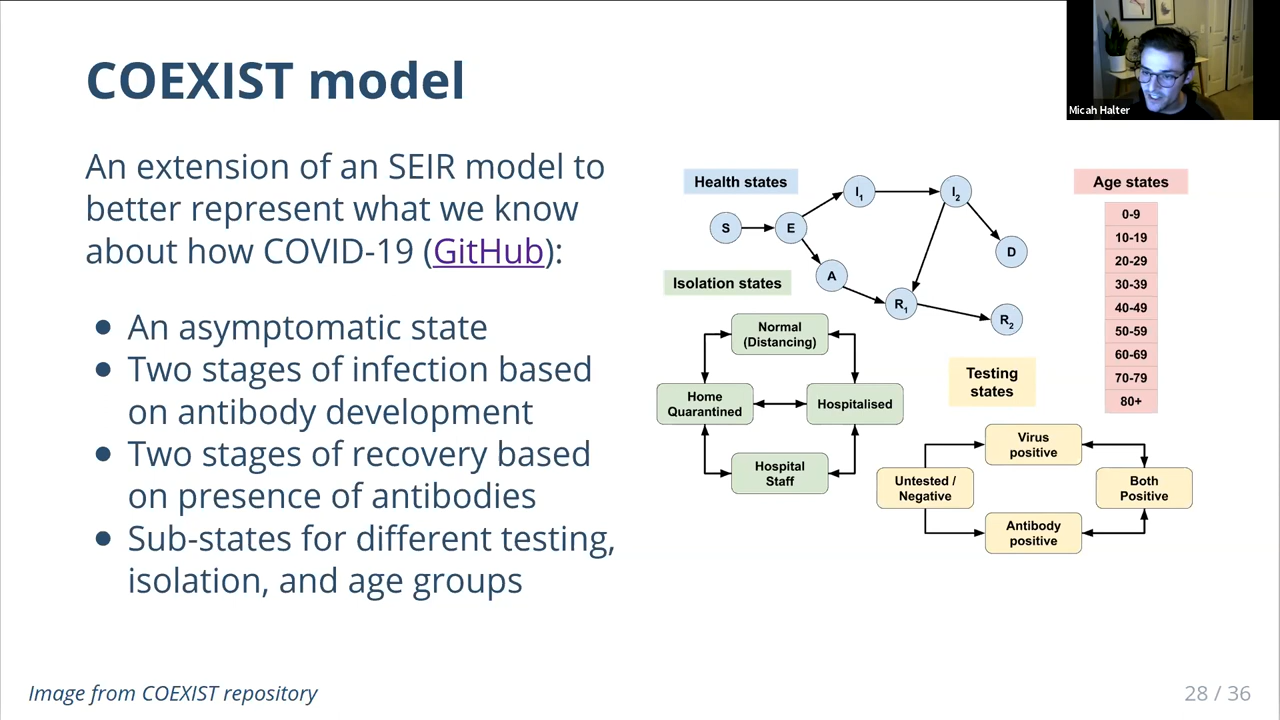 COEXIST model
Micah Halter
An extension of an SEIR model to
better represent what we know
about how COVID-19 (GitHub):
● An asymptomatic state
● Two stages of infection based
on antibody development
● Two stages of recovery based
on presence of antibodies
● Sub-states for different testing,
isolation, and age groups
Health states
S
E
I₁
I₂
A
D
R₁
R₂
Isolation states
Normal
(Distancing)
Home
Quarantined
Hospitalised
Hospital
Staff
Age states
0-9
10-19
20-29
30-39
40-49
50-59
60-69
70-79
80+
Testing
states
Virus
positive
Untested /
Negative
Both
Positive
Antibody
positive
Image from COEXIST repository
28 / 36